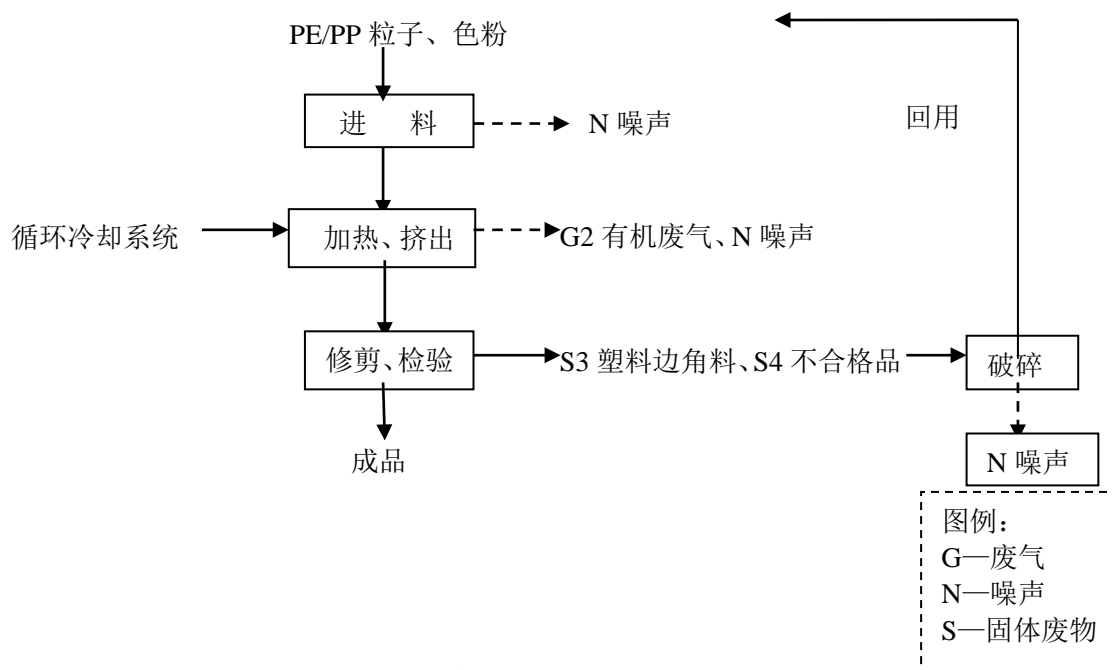 PE/PP 粒子、色粉
进 料
N 噪声
回用
循环冷却系统
加热、挤出
G2 有机废气、N 噪声
修剪、检验
S3 塑料边角料、S4 不合格品
破碎
成品
N 噪声
图例：
G—废气
N—噪声
S—固体废物